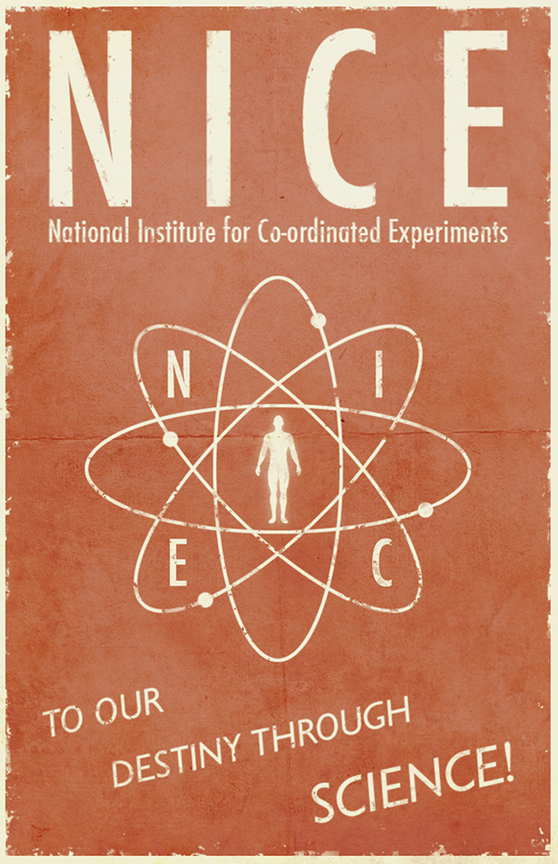 NICE
National Institute for Co-ordinated Experiments
N I
E C
TO OUR
DESTINY THROUGH
SCIENCE!